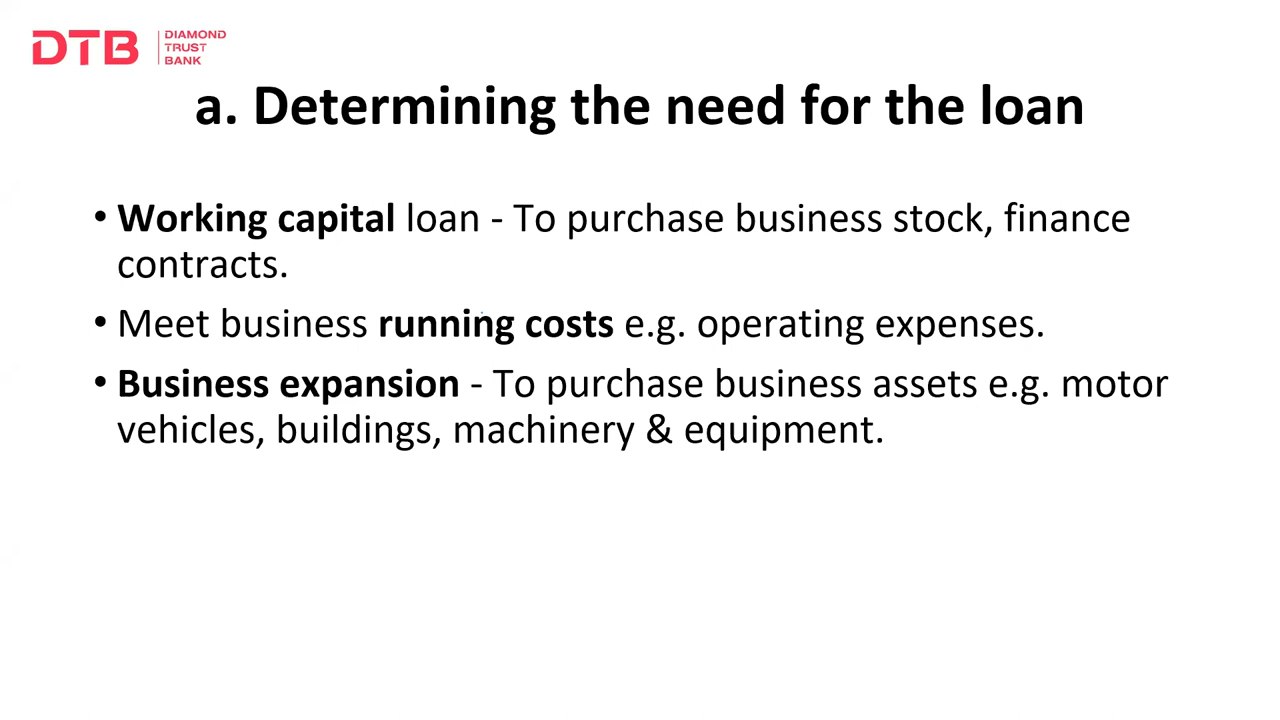 DTB
DIAMOND
TRUST
BANK
a. Determining the need for the loan
• Working capital loan - To purchase business stock, finance
contracts.
• Meet business running costs e.g. operating expenses.
• Business expansion - To purchase business assets e.g. motor
vehicles, buildings, machinery & equipment.